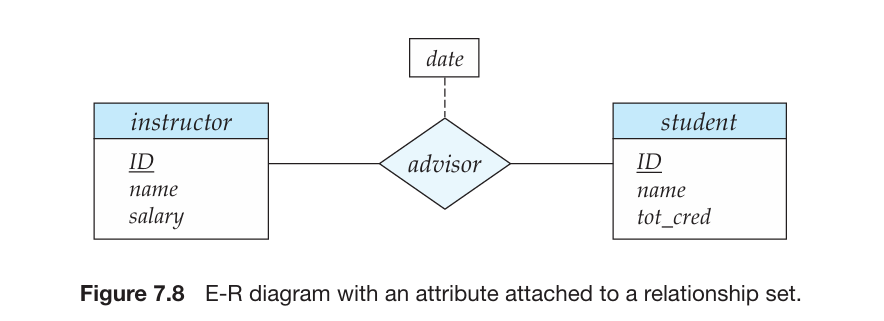 date
instructor
ID
name
salary
advisor
student
ID
name
tot_cred
Figure 7.8 E-R diagram with an attribute attached to a relationship set.